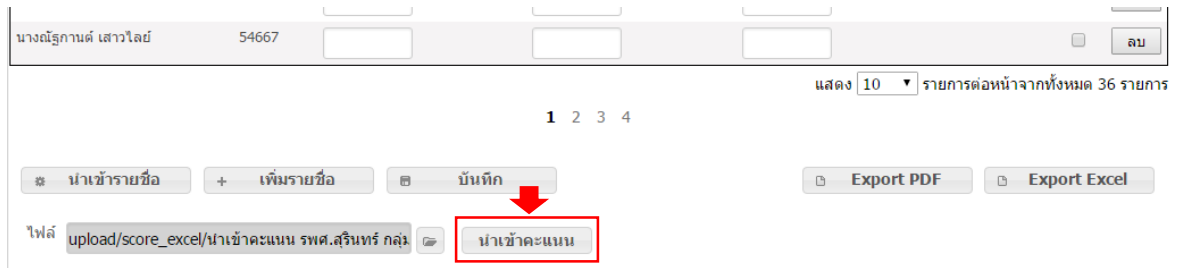 นางณัฐกานต์ เสาวไลย์ 54667 ลบ
แสดง 10 รายการต่อหน้าจากทั้งหมด 36 รายการ
1 2 3 4
นำเข้ารายชื่อ + เพิ่มรายชื่อ บันทึก Export PDF Export Excel
ไฟล์ upload/score_excel/นำเข้าคะแนน รพศ.สุรินทร์ กลุ่ม นำเข้าคะแนน